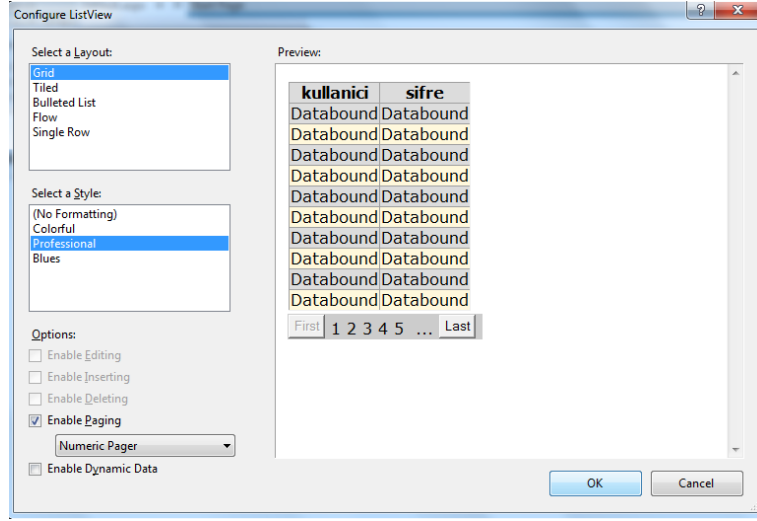 Configure ListView
Select a Layout:
Grid
Tiled
Bulleted List
Flow
Single Row
Select a Style:
(No Formatting)
Colorful
Professional
Blues
Options:
Enable Editing
Enable Inserting
Enable Deleting
Enable Paging
Numeric Pager
Enable Dynamic Data
Preview:
kullanici sifre
Databound Databound
Databound Databound
Databound Databound
Databound Databound
Databound Databound
Databound Databound
Databound Databound
Databound Databound
Databound Databound
Databound Databound
First 1 2 3 4 5 ... Last
OK Cancel